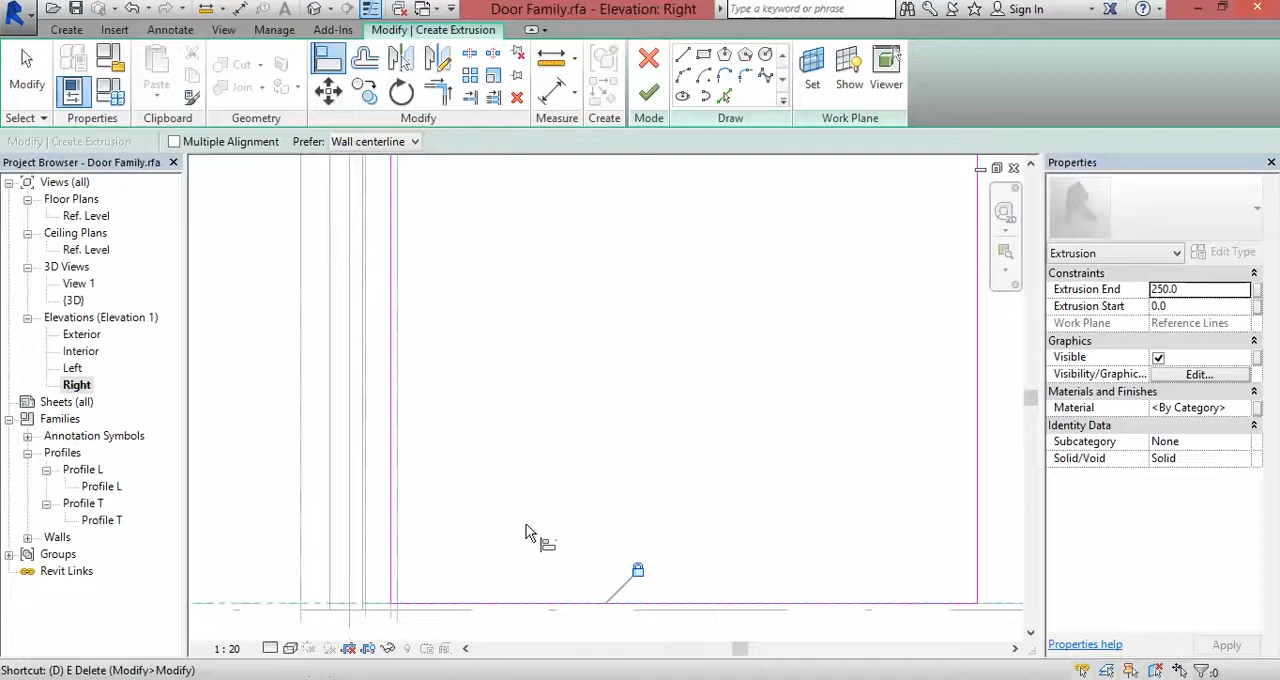 Door Family.rfa - Elevation: Right
Type a keyword or phrase
Sign In
Create
Insert
Annotate
View
Manage
Add-Ins
Modify | Create Extrusion
Modify
Paste
Cut
Join
Create
Set
Show
Viewer
Select
Properties
Clipboard
Geometry
Modify
Measure
Create
Mode
Draw
Work Plane
Modify | Create Extrusion
Multiple Alignment
Prefer:
Wall centerline
Project Browser - Door Family.rfa
Views (all)
Floor Plans
Ref. Level
Ceiling Plans
Ref. Level
3D Views
View 1
{3D}
Elevations (Elevation 1)
Exterior
Interior
Left
Right
Sheets (all)
Families
Annotation Symbols
Profiles
Profile L
Profile L
Profile T
Profile T
Walls
Groups
Revit Links
2D
1 : 20
Properties
Extrusion
Edit Type
Constraints
Extrusion End 250.0
Extrusion Start 0.0
Work Plane Reference Lines
Graphics
Visible
Visibility/Graphic... Edit...
Materials and Finishes
Material <By Category>
Identity Data
Subcategory None
Solid/Void Solid
Properties help
Apply
Shortcut: (D) E Delete (Modify>Modify)
:0